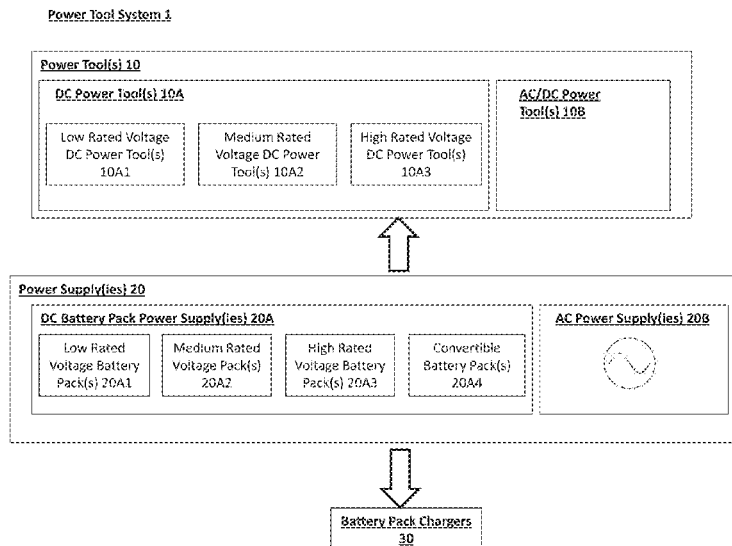 Power Tool System 1
Power Tool(s) 10
DC Power Tool(s) 10A
Low Rated Voltage
DC Power Tool(s)
10A1
Medium Rated
Voltage DC Power
Tool(s) 10A2
High Rated Voltage
DC Power Tool(s)
10A3
AC/DC Power
Tool(s) 10B
Power Supply(ies) 20
DC Battery Pack Power Supply(ies) 20A
Low Rated
Voltage Battery
Pack(s) 20A1
Medium Rated
Voltage Pack(s)
20A2
High Rated
Voltage Battery
Pack(s) 20A3
Convertible
Battery Pack(s)
20A4
AC Power Supply(ies) 20B
Battery Pack Chargers
30